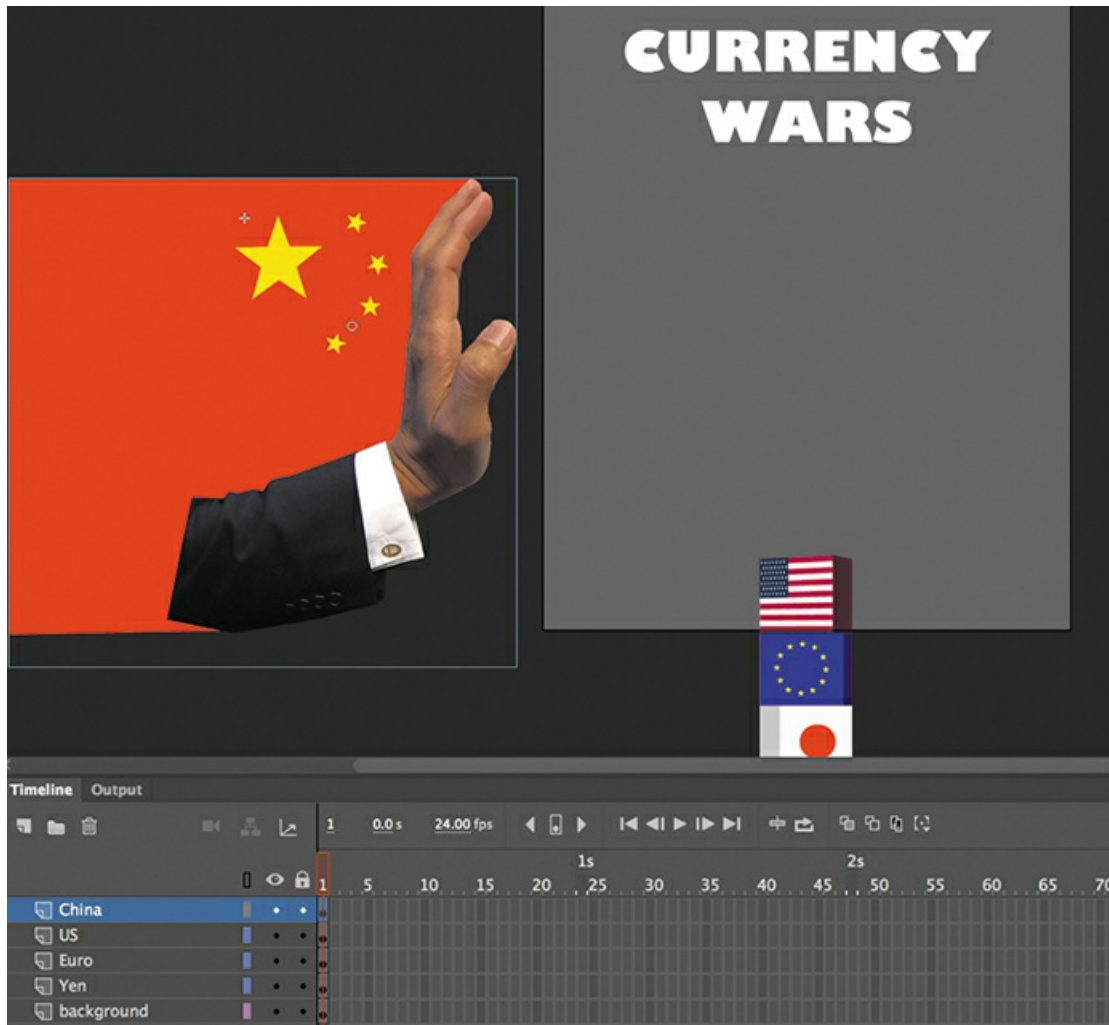 CURRENCY
WARS
Timeline Output
1 0.0 s 24.00 fps
1s 2s
1 5 10 15 20 25 30 35 40 45 50 55 60 65 70
China
US
Euro
Yen
background